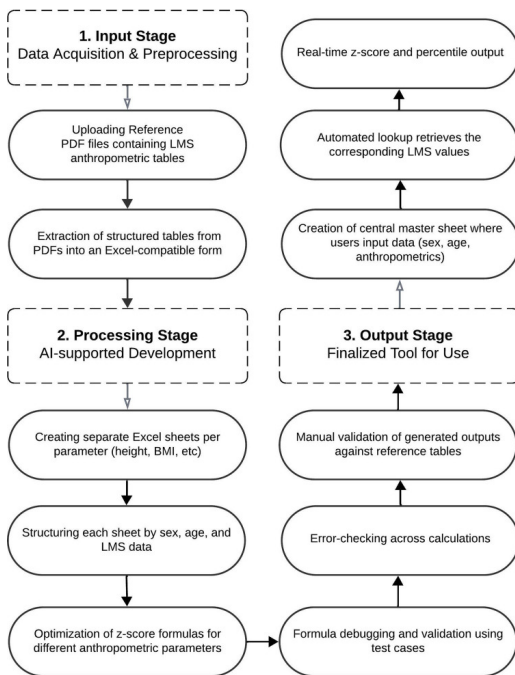 1. Input Stage
Data Acquisition & Preprocessing
Uploading Reference
PDF files containing LMS
anthropometric tables
Extraction of structured tables from
PDFs into an Excel-compatible form
2. Processing Stage
AI-supported Development
Creating separate Excel sheets per
parameter (height, BMI, etc)
Structuring each sheet by sex, age, and
LMS data
Optimization of z-score formulas for
different anthropometric parameters
Formula debugging and validation using
test cases
Error-checking across calculations
Manual validation of generated outputs
against reference tables
3. Output Stage
Finalized Tool for Use
Creation of central master sheet where
users input data (sex, age,
anthropometrics)
Automated lookup retrieves the
corresponding LMS values
Real-time z-score and percentile output